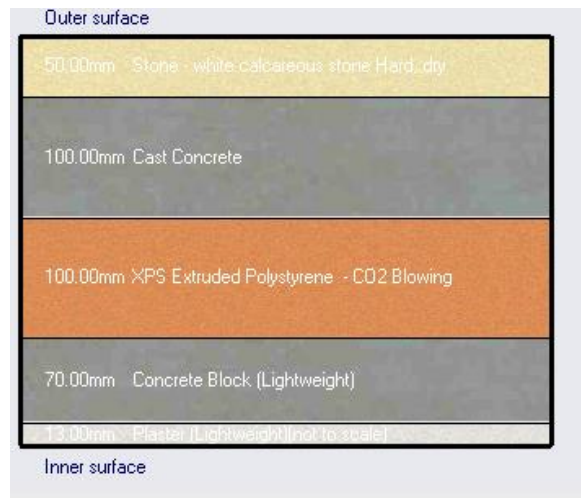 Outer surface
50.00mm Stone - white calcareous stone Hard, dry
100.00mm Cast Concrete
100.00mm XPS Extruded Polystyrene - CO2 Blowing
70.00mm Concrete Block (Lightweight)
13.00mm Plaster (Lightweight)(not to scale)
Inner surface